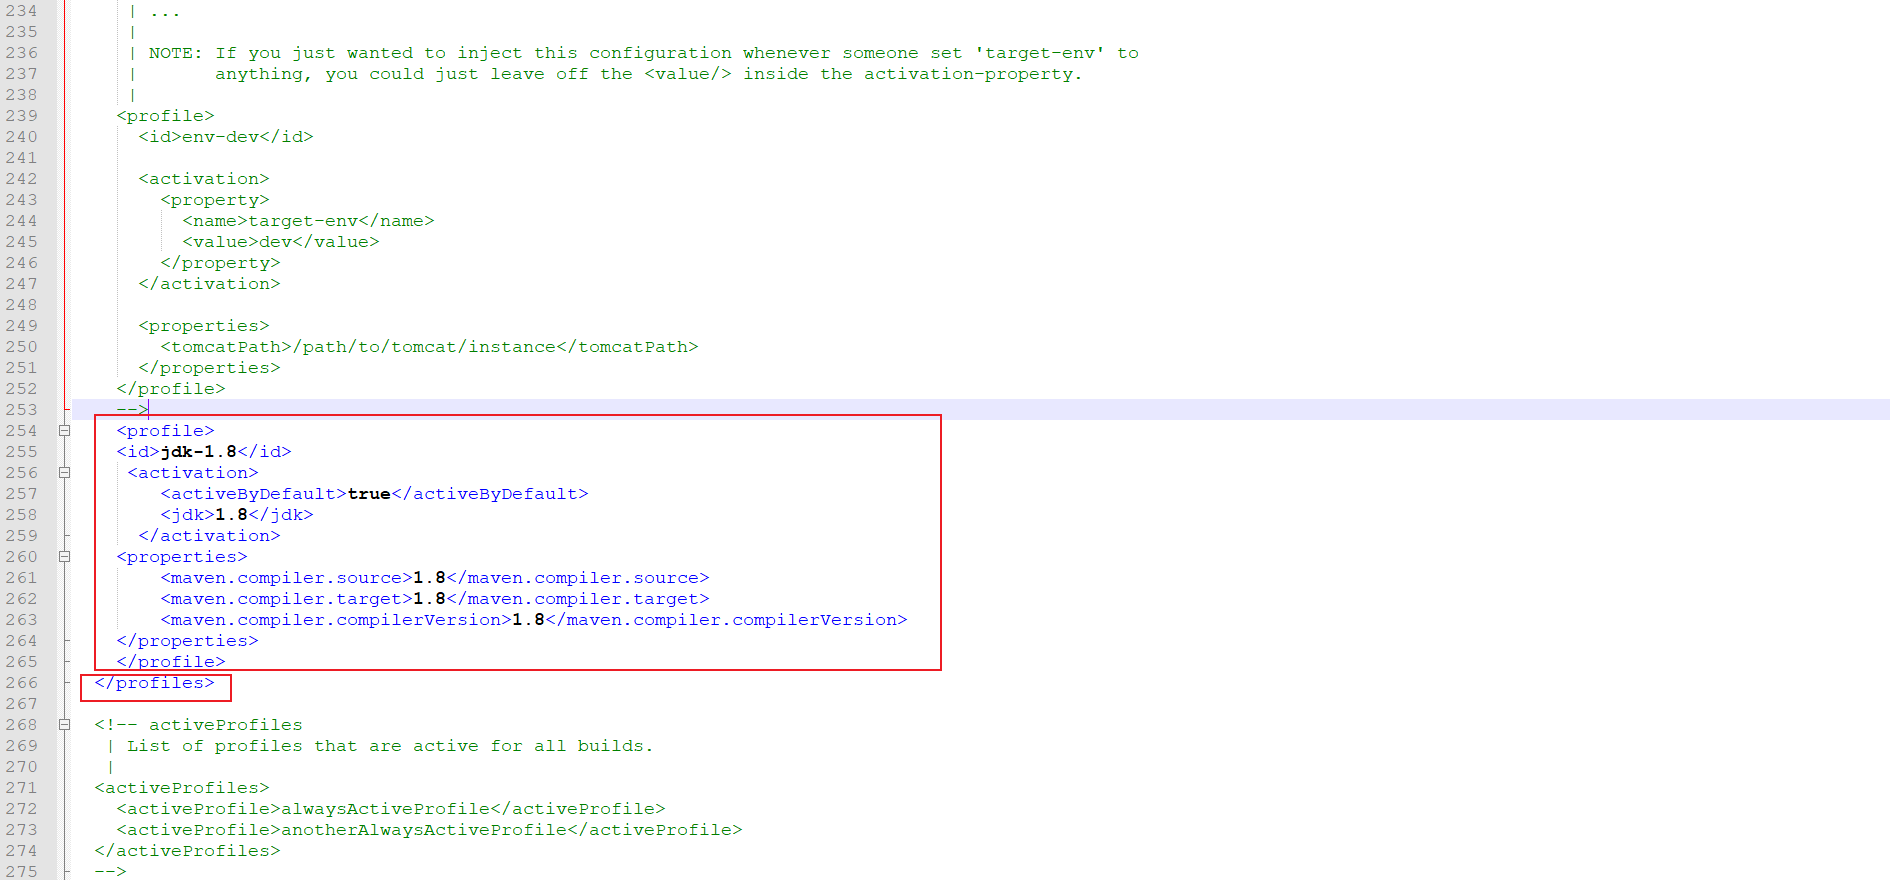 234 | ...
235 |
236 | NOTE: If you just wanted to inject this configuration whenever someone set 'target-env' to
237 | anything, you could just leave off the <value/> inside the activation-property.
238 |
239 <profile>
240 <id>env-dev</id>
241
242 <activation>
243 <property>
244 <name>target-env</name>
245 <value>dev</value>
246 </property>
247 </activation>
248
249 <properties>
250 <tomcatPath>/path/to/tomcat/instance</tomcatPath>
251 </properties>
252 </profile>
253 -->
254 <profile>
255 <id>jdk-1.8</id>
256 <activation>
257 <activeByDefault>true</activeByDefault>
258 <jdk>1.8</jdk>
259 </activation>
260 <properties>
261 <maven.compiler.source>1.8</maven.compiler.source>
262 <maven.compiler.target>1.8</maven.compiler.target>
263 <maven.compiler.compilerVersion>1.8</maven.compiler.compilerVersion>
264 </properties>
265 </profile>
266 </profiles>
267
268 <!-- activeProfiles
269 | List of profiles that are active for all builds.
270 |
271 <activeProfiles>
272 <activeProfile>alwaysActiveProfile</activeProfile>
273 <activeProfile>anotherAlwaysActiveProfile</activeProfile>
274 </activeProfiles>
275 -->